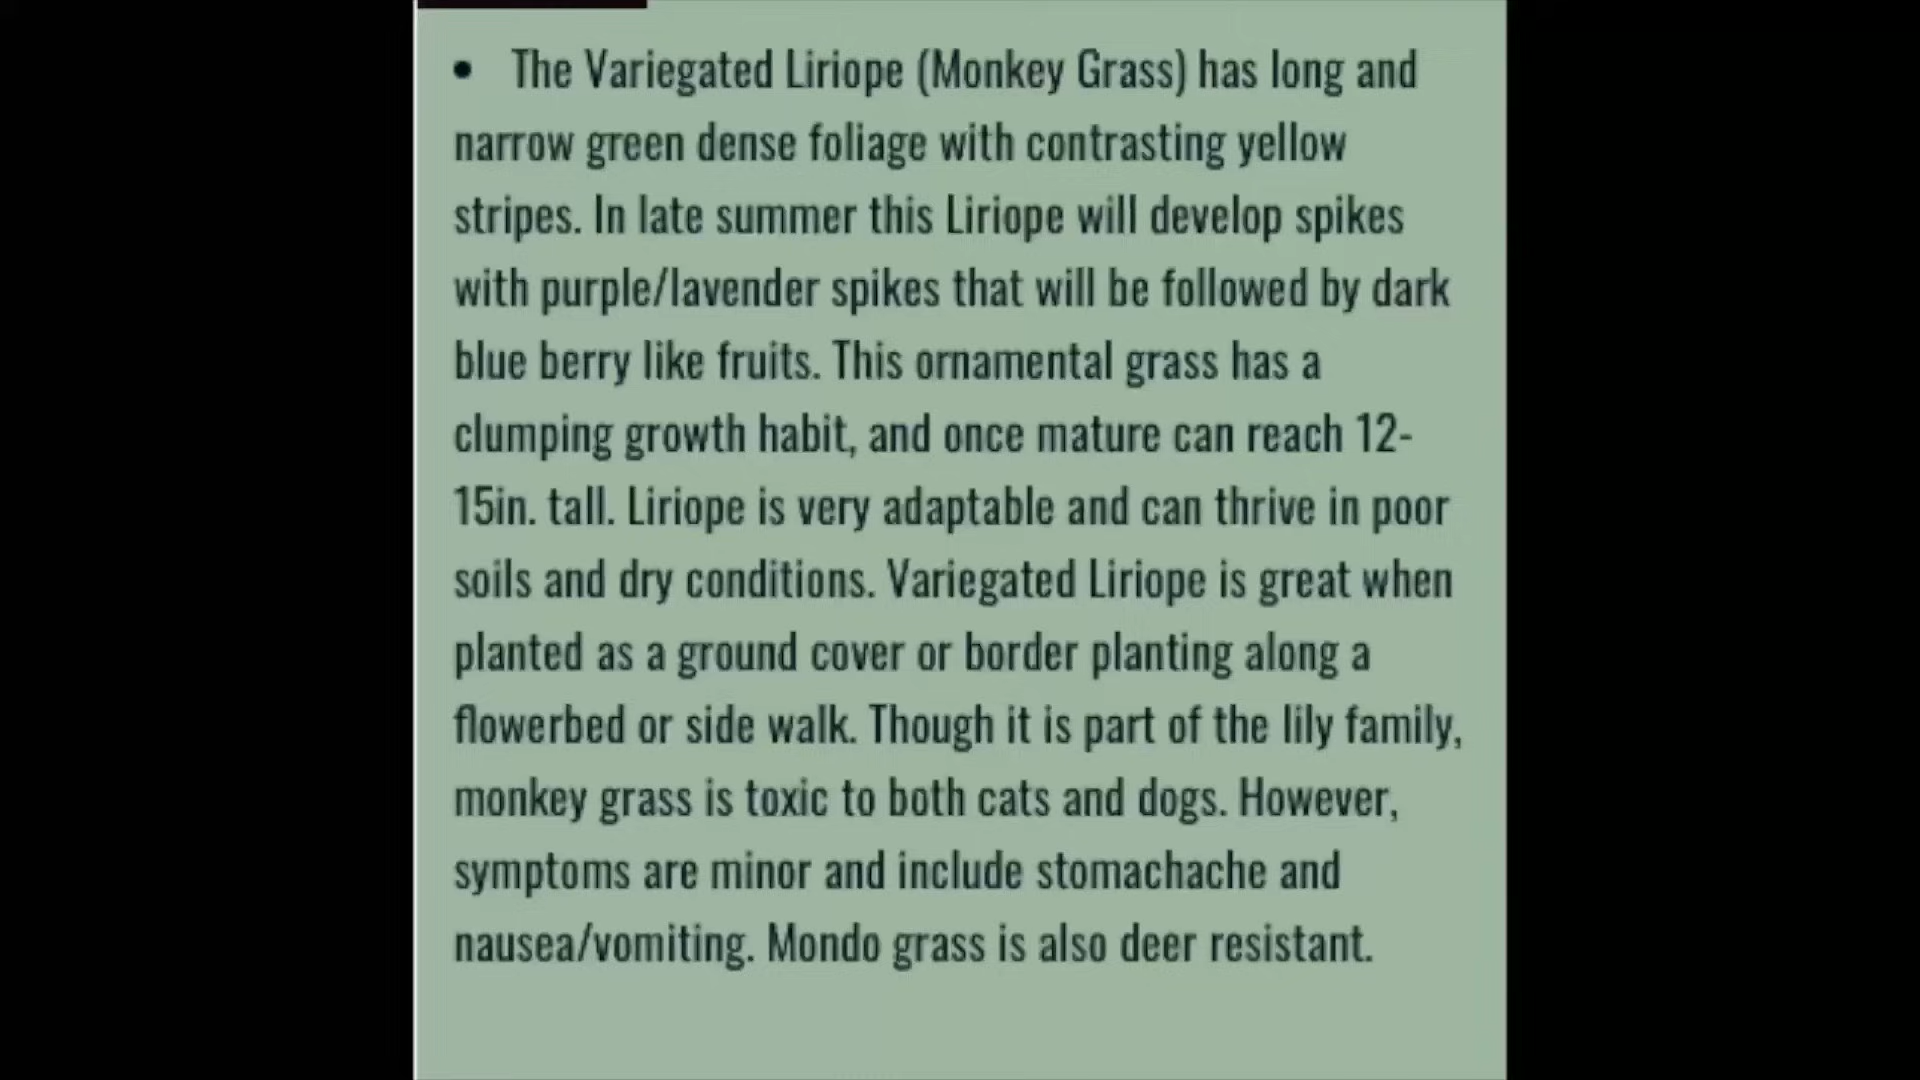 • The Variegated Liriope (Monkey Grass) has long and
narrow green dense foliage with contrasting yellow
stripes. In late summer this Liriope will develop spikes
with purple/lavender spikes that will be followed by dark
blue berry like fruits. This ornamental grass has a
clumping growth habit, and once mature can reach 12-
15in. tall. Liriope is very adaptable and can thrive in poor
soils and dry conditions. Variegated Liriope is great when
planted as a ground cover or border planting along a
flowerbed or side walk. Though it is part of the lily family,
monkey grass is toxic to both cats and dogs. However,
symptoms are minor and include stomachache and
nausea/vomiting. Mondo grass is also deer resistant.